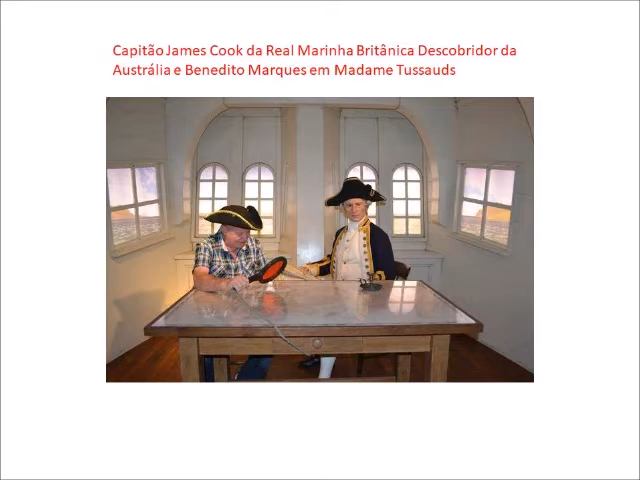 Capitão James Cook da Real Marinha Britânica Descobridor da
Austrália e Benedito Marques em Madame Tussauds